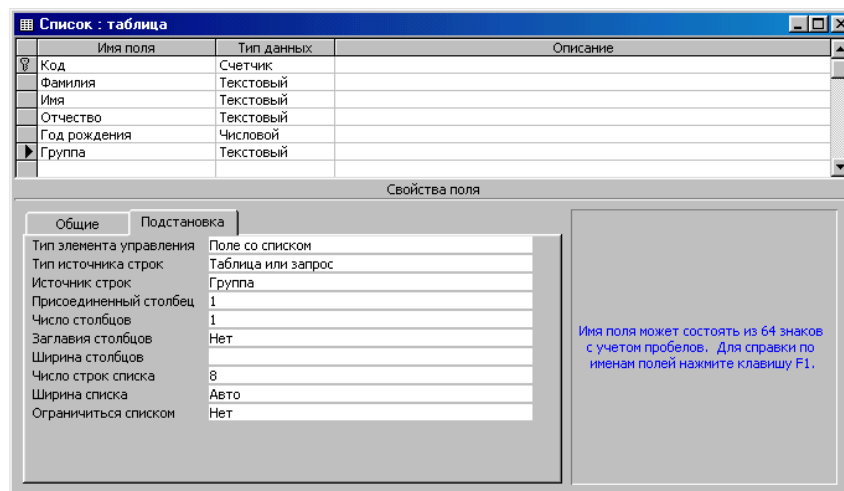 Список : таблица
Имя поля Тип данных Описание
Код Счетчик
Фамилия Текстовый
Имя Текстовый
Отчество Текстовый
Год рождения Числовой
Группа Текстовый
Свойства поля
Общие Подстановка
Тип элемента управления Поле со списком
Тип источника строк Таблица или запрос
Источник строк Группа
Присоединенный столбец 1
Число столбцов 1
Заглавия столбцов Нет
Ширина столбцов
Число строк списка 8
Ширина списка Авто
Ограничиться списком Нет
Имя поля может состоять из 64 знаков
с учетом пробелов. Для справки по
именам полей нажмите клавишу F1.